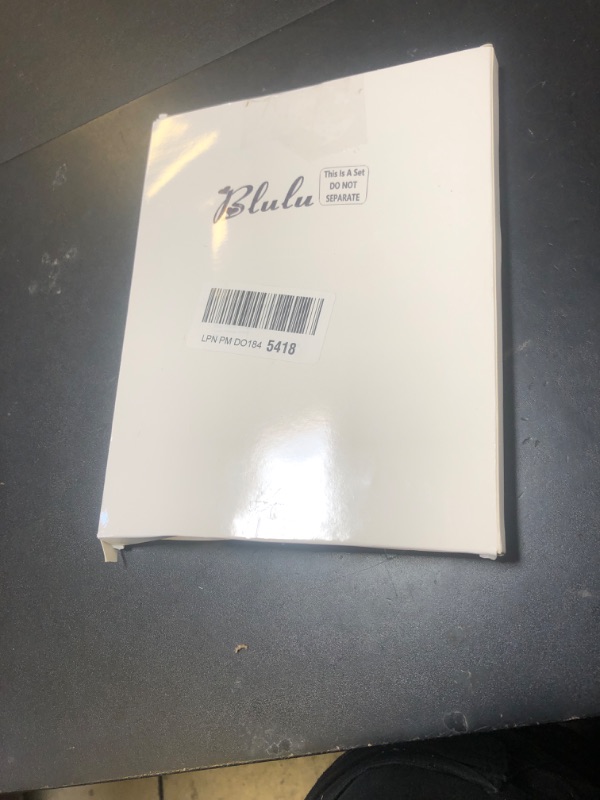 Blulu
This Is A Set
DO NOT
SEPARATE
LPN PM DO184 5418